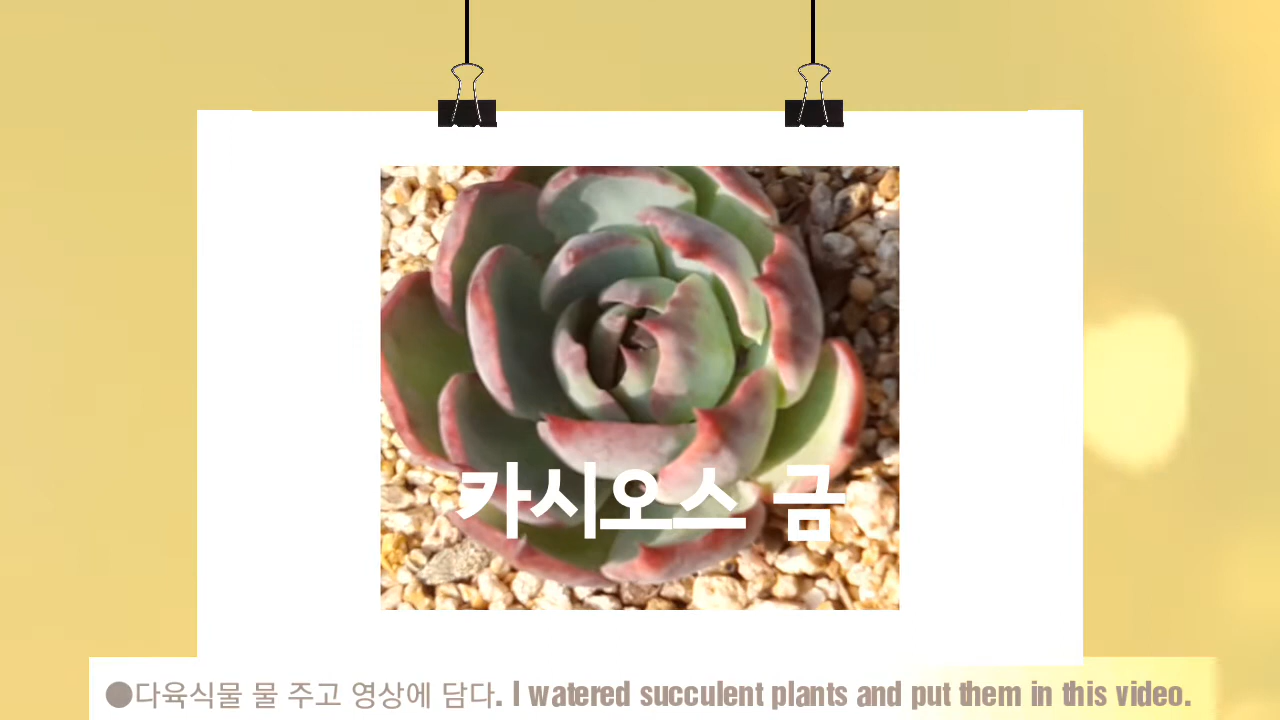 카시오스 금
●다육식물 물 주고 영상에 담다. I watered succulent plants and put them in this video.